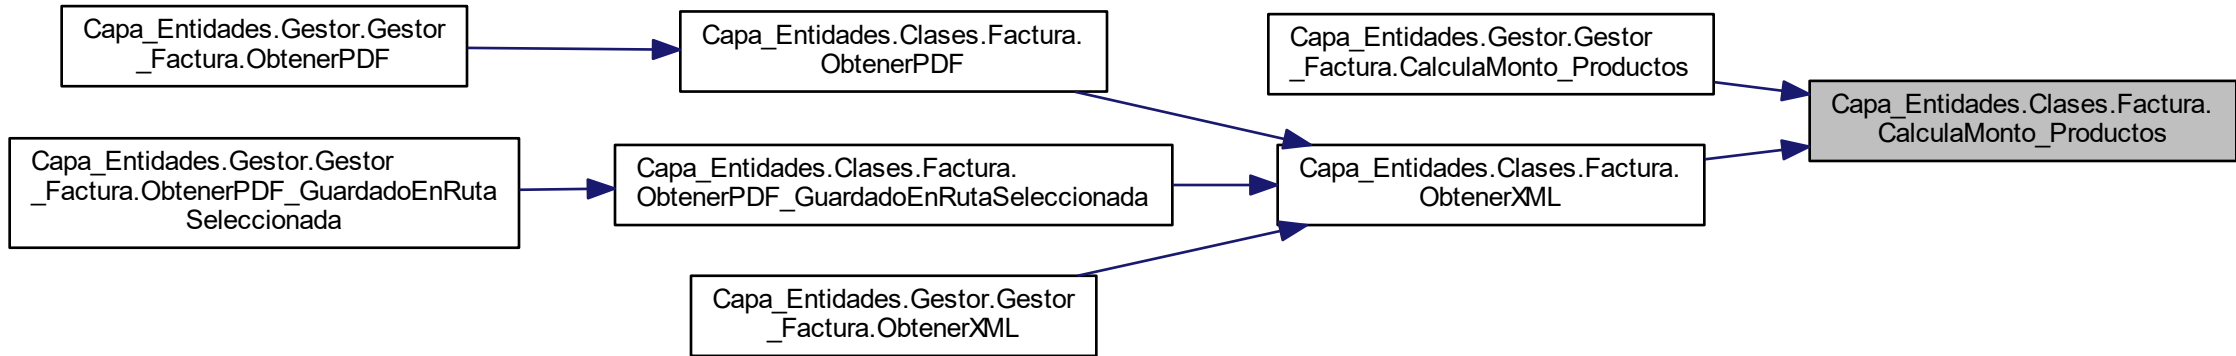 Capa_Entidades.Gestor.Gestor
_Factura.ObtenerPDF
Capa_Entidades.Clases.Factura.
ObtenerPDF
Capa_Entidades.Gestor.Gestor
_Factura.CalculaMonto_Productos
Capa_Entidades.Clases.Factura.
CalculaMonto_Productos
Capa_Entidades.Gestor.Gestor
_Factura.ObtenerPDF_GuardadoEnRuta
Seleccionada
Capa_Entidades.Clases.Factura.
ObtenerPDF_GuardadoEnRutaSeleccionada
Capa_Entidades.Clases.Factura.
ObtenerXML
Capa_Entidades.Gestor.Gestor
_Factura.ObtenerXML